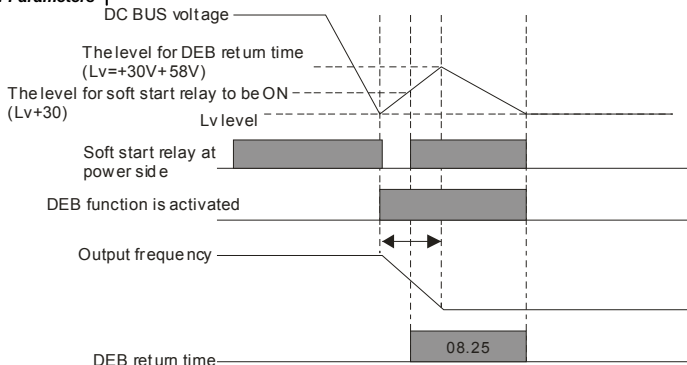 Parameters
DC BUS voltage
The level for DEB return time
(Lv=+30V+58V)
The level for soft start relay to be ON
(Lv+30)
Lv level
Soft start relay at
power side
DEB function is activated
Output frequency
08.25
DEB return time